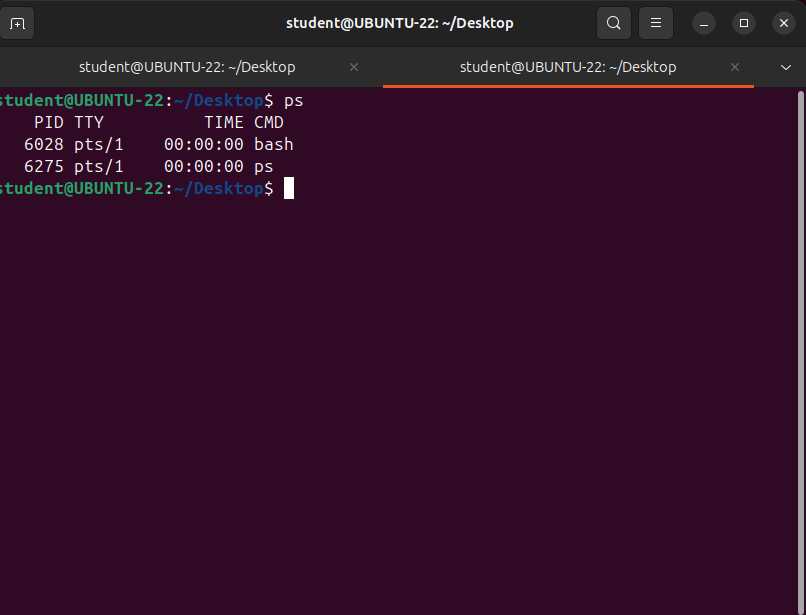 student@UBUNTU-22: ~/Desktop
student@UBUNTU-22: ~/Desktop
student@UBUNTU-22: ~/Desktop
student@UBUNTU-22:~/Desktop$ ps
    PID TTY          TIME CMD
   6028 pts/1    00:00:00 bash
   6275 pts/1    00:00:00 ps
student@UBUNTU-22:~/Desktop$